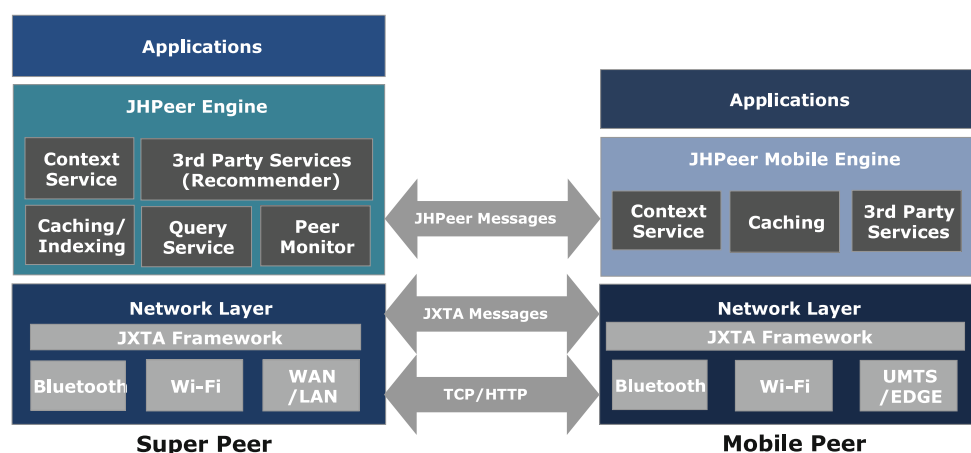 Applications
JHPeer Engine
Context
Service
3rd Party Services
(Recommender)
Caching/
Indexing
Query
Service
Peer
Monitor
Network Layer
JXTA Framework
Bluetooth
Wi-Fi
WAN
/LAN
Super Peer
JHPeer Messages
JXTA Messages
TCP/HTTP
Applications
JHPeer Mobile Engine
Context
Service
Caching
3rd Party
Services
Network Layer
JXTA Framework
Bluetooth
Wi-Fi
UMTS
/EDGE
Mobile Peer